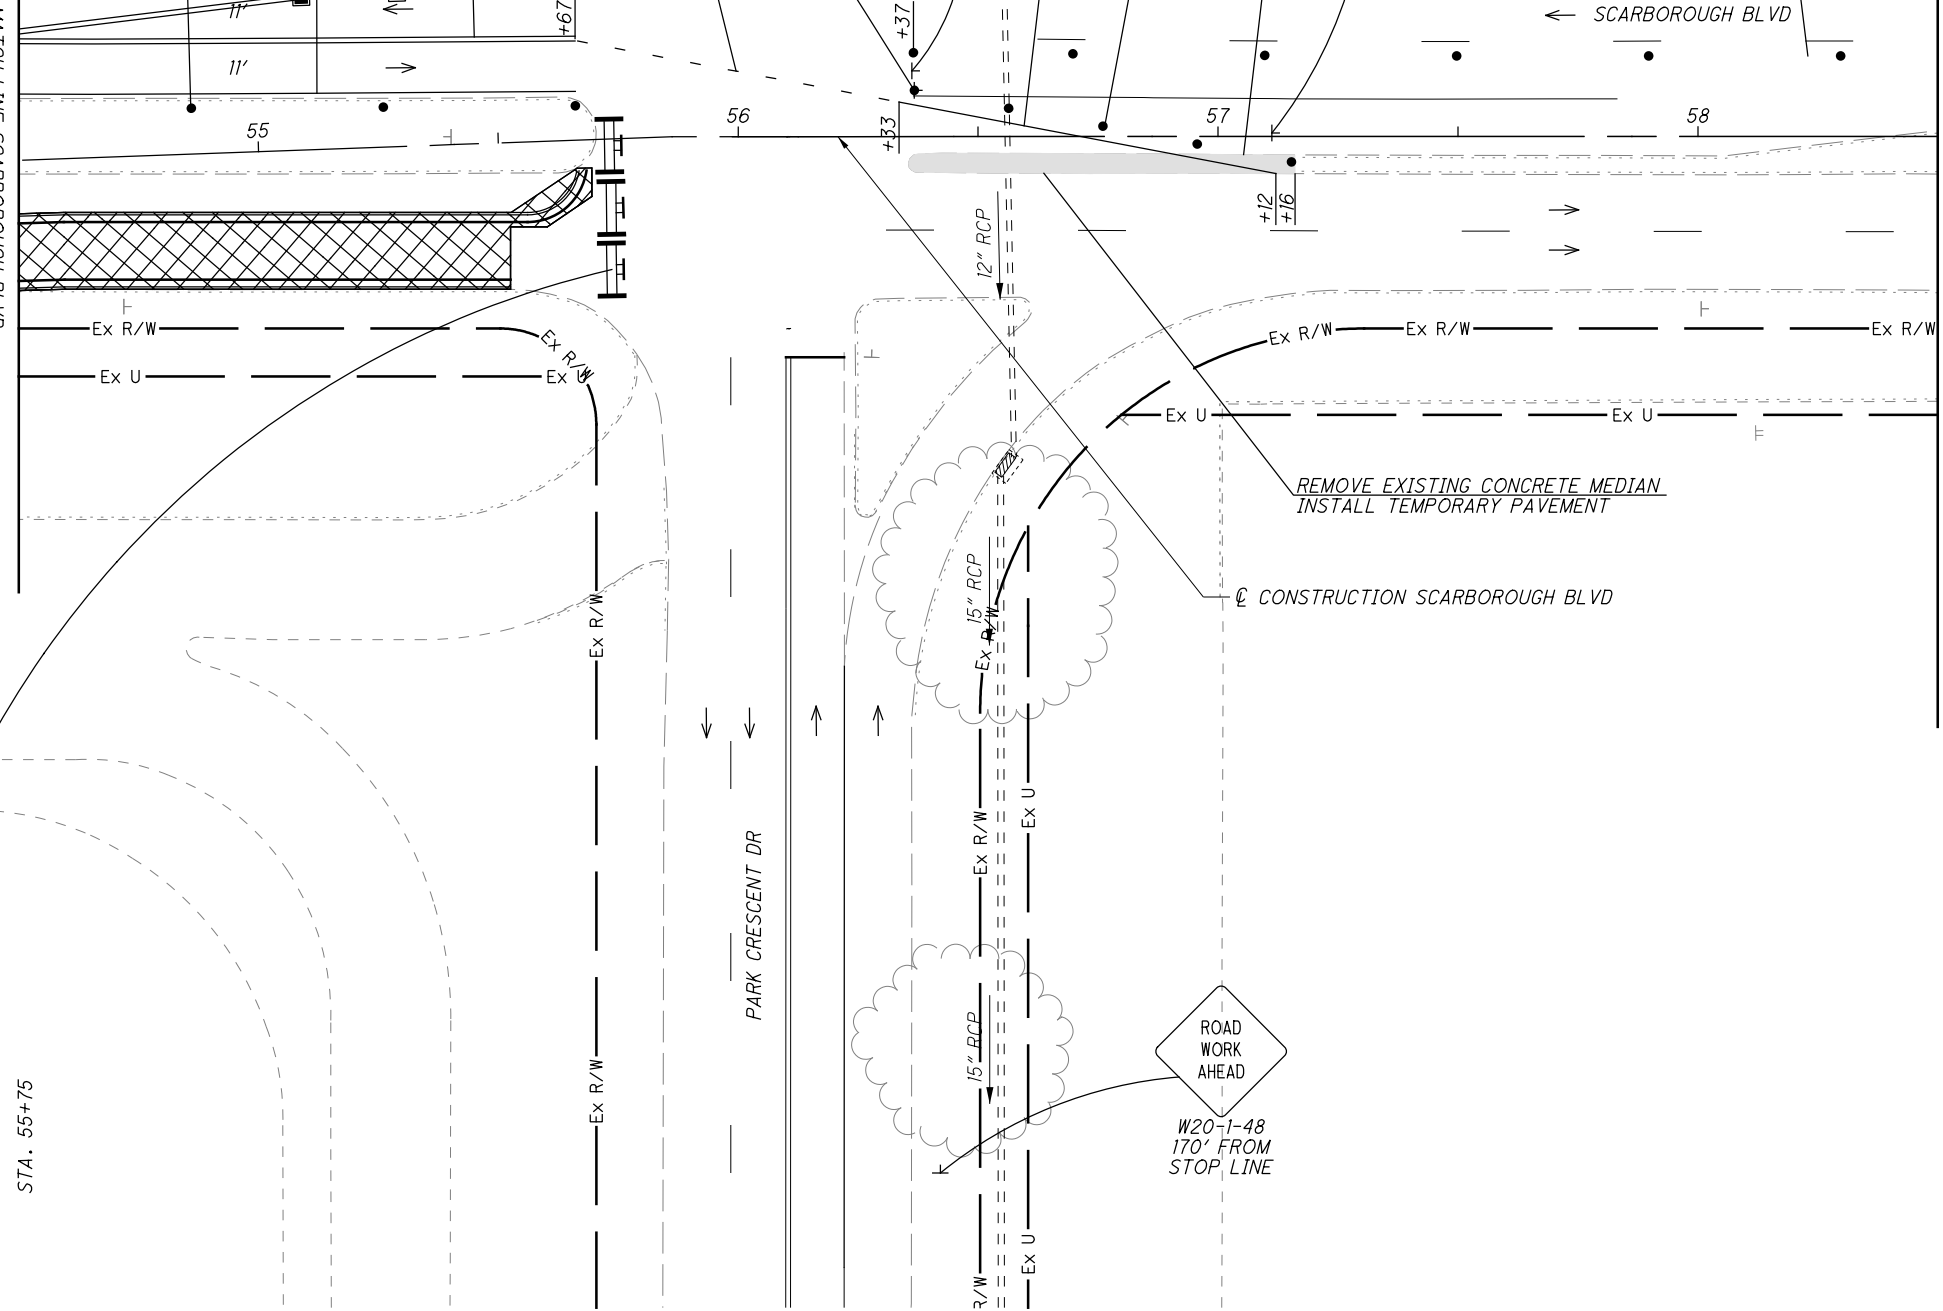 11'
+67
+37
SCARBOROUGH BLVD
11'
55
56
+33
57
58
+12
+16
12" RCP
Ex R/W
Ex R/W
Ex R/W
Ex R/W
Ex R/W
Ex U
Ex U
Ex U
Ex U
REMOVE EXISTING CONCRETE MEDIAN
INSTALL TEMPORARY PAVEMENT
15" RCP
℄ CONSTRUCTION SCARBOROUGH BLVD
Ex R/W
Ex R/W
Ex U
Ex R/W
PARK CRESCENT DR
ROAD
WORK
AHEAD
15" RCP
Ex R/W
W20-1-48
170' FROM
STOP LINE
STA. 55+75
Ex U
R/W